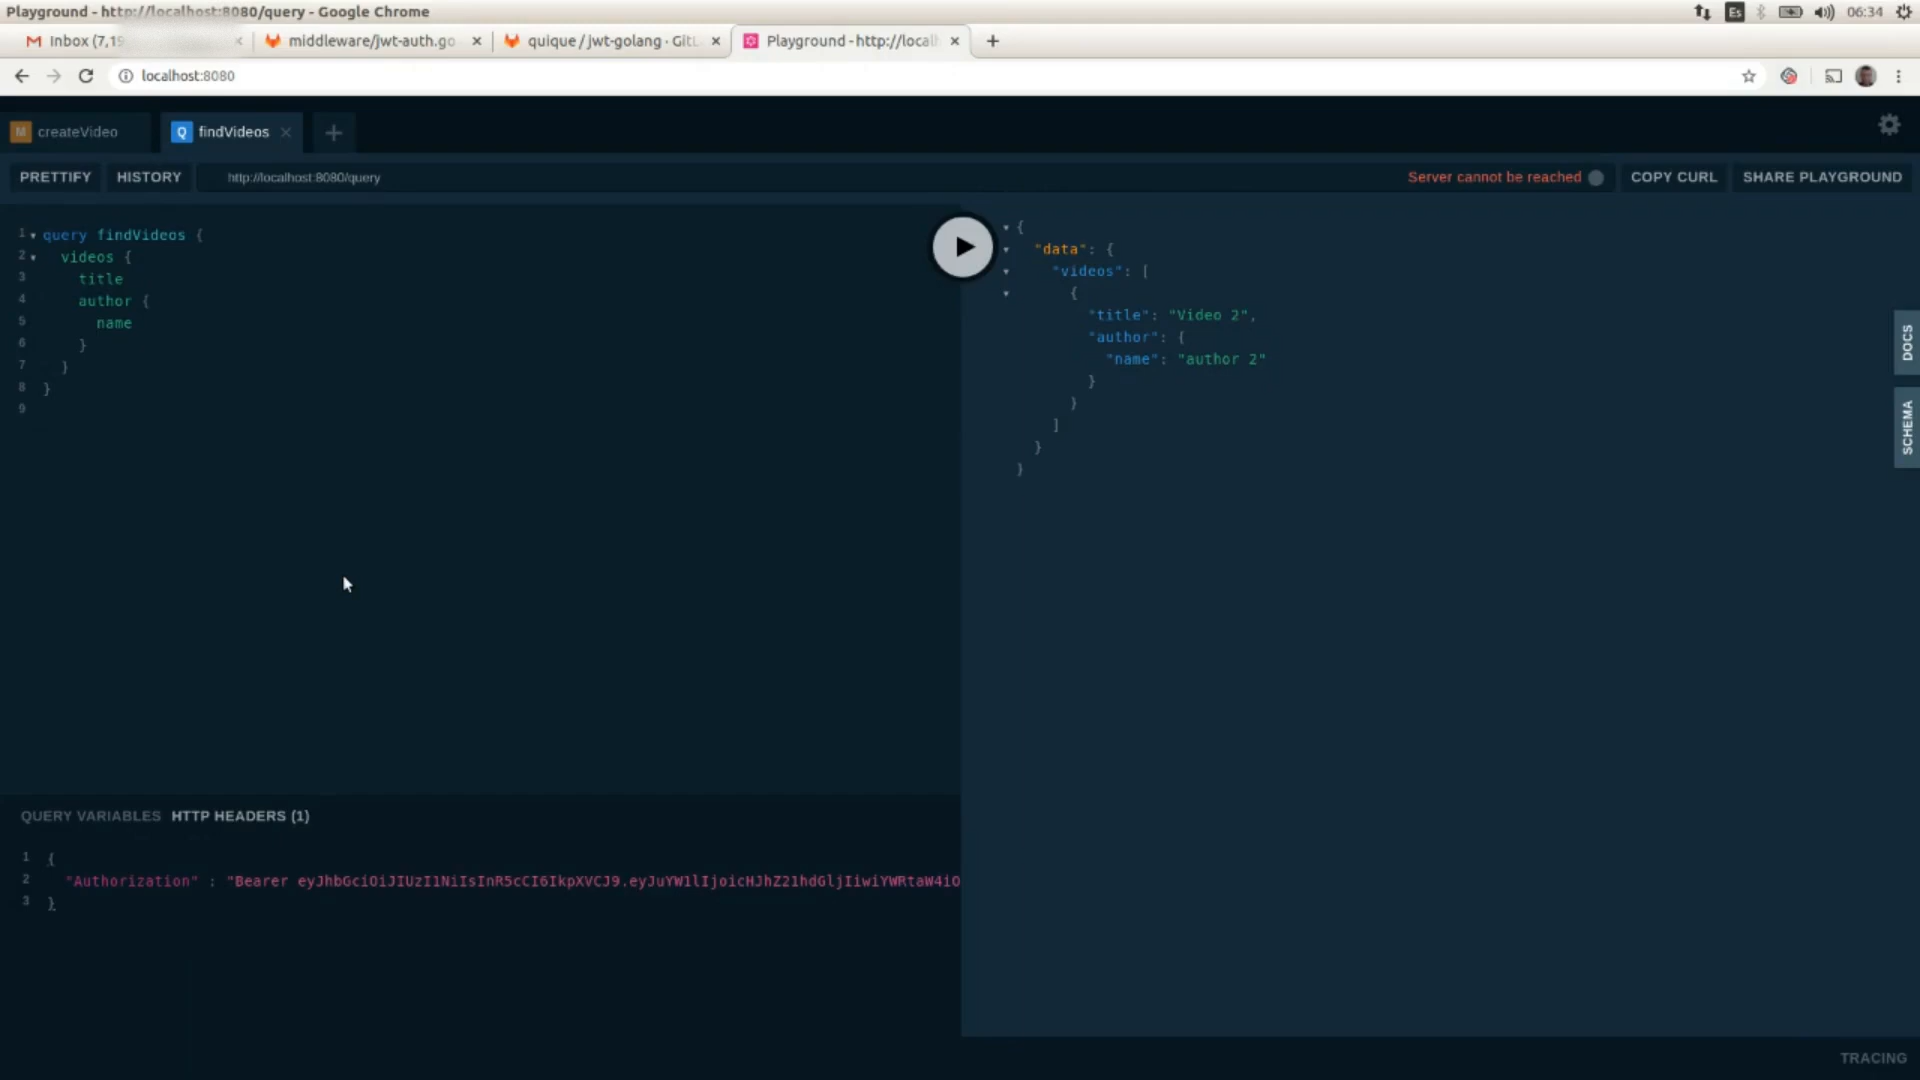 Playground - http://localhost:8080/query - Google Chrome
Es
06:34
Inbox (7,19
middleware/jwt-auth.go
quique / jwt-golang · GitL
Playground - http://local
localhost:8080
M createVideo
Q findVideos
PRETTIFY
HISTORY
http://localhost:8080/query
Server cannot be reached
COPY CURL
SHARE PLAYGROUND
1 query findVideos {
2 videos {
3 title
4 author {
5 name
6 }
7 }
8 }
9
{
"data": {
"videos": [
{
"title": "Video 2",
"author": {
"name": "author 2"
}
}
]
}
}
DOCS
SCHEMA
QUERY VARIABLES
HTTP HEADERS (1)
1 {
2 "Authorization" : "Bearer eyJhbGciOiJIUzI1NiIsInR5cCI6IkpXVCJ9.eyJuYW1lIjoicHJhZ21hdGljIiwiYWRtaW4iO
3 }
TRACING